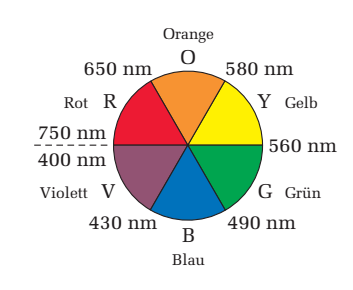 Orange
O
650 nm 580 nm
Rot R Y Gelb
750 nm
560 nm
400 nm
Violett V G Grün
430 nm 490 nm
B
Blau